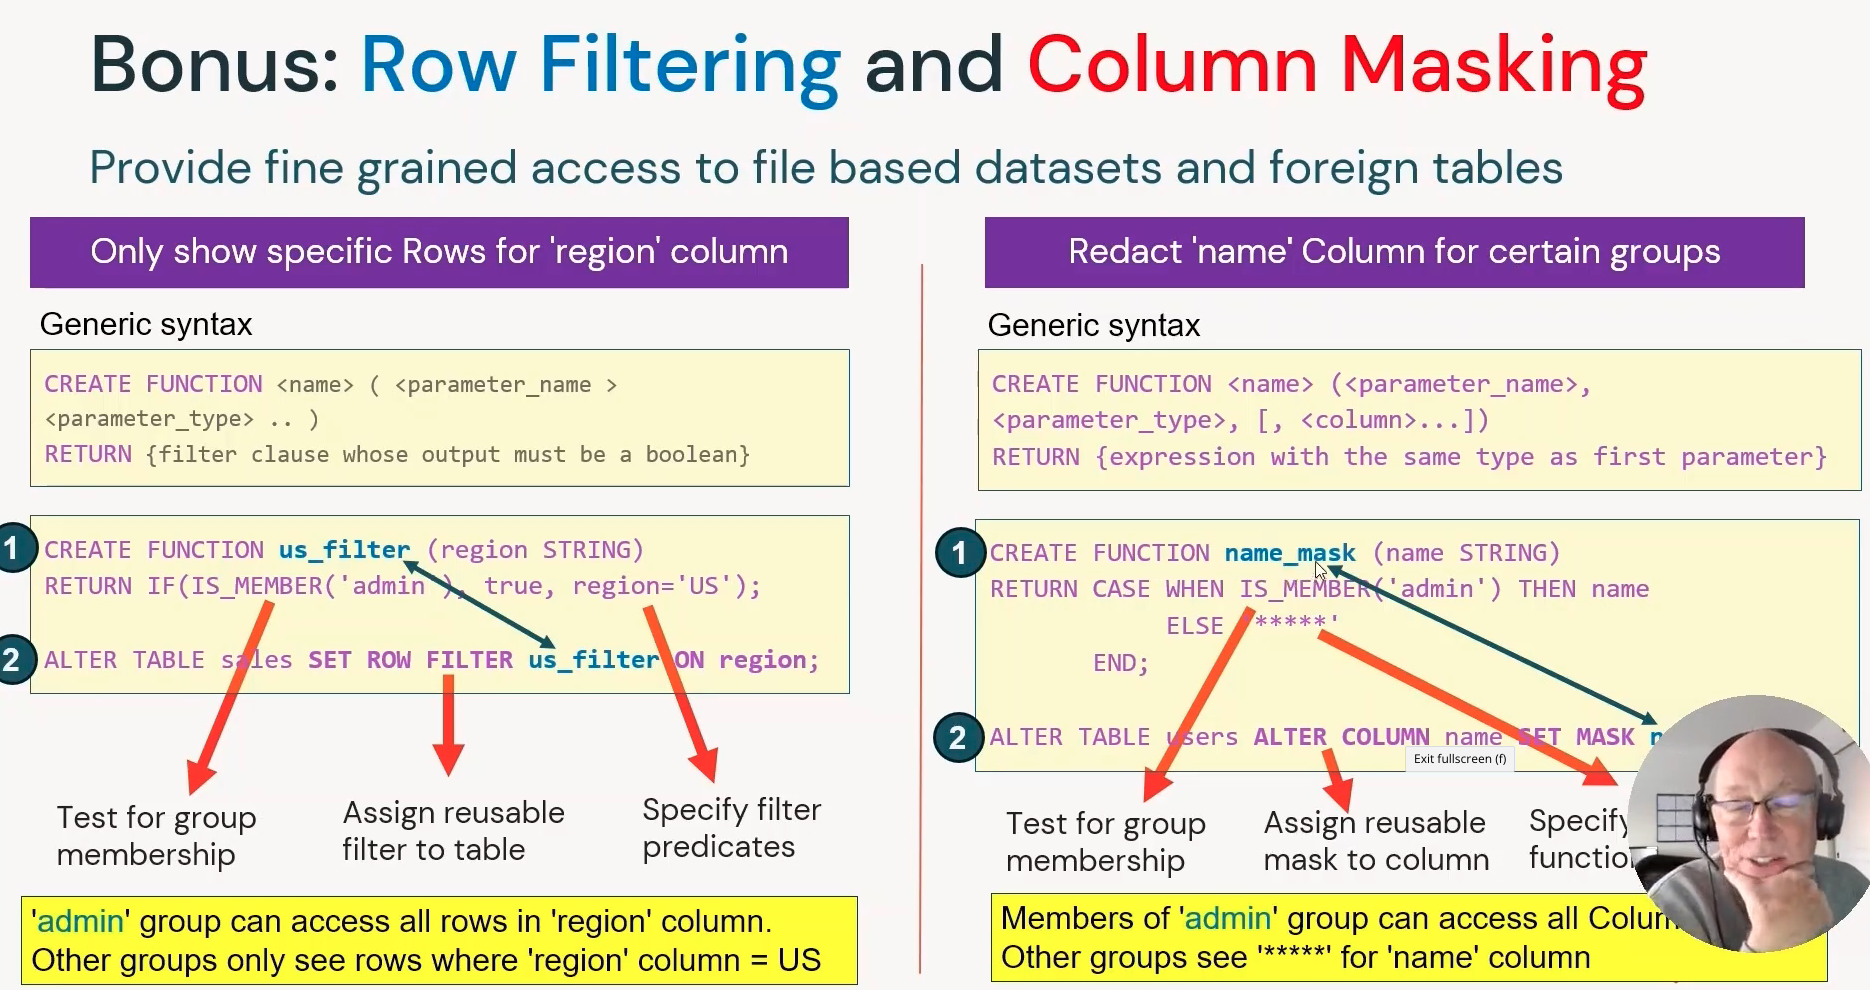 Bonus: Row Filtering and Column Masking
Provide fine grained access to file based datasets and foreign tables
Only show specific Rows for 'region' column
Generic syntax
CREATE FUNCTION <name> ( <parameter_name >
<parameter_type> .. )
RETURN {filter clause whose output must be a boolean}
1
CREATE FUNCTION us_filter (region STRING)
RETURN IF(IS_MEMBER('admin'), true, region='US');
2
ALTER TABLE sales SET ROW FILTER us_filter ON region;
Test for group
membership
Assign reusable
filter to table
Specify filter
predicates
'admin' group can access all rows in 'region' column.
Other groups only see rows where 'region' column = US
Redact 'name' Column for certain groups
Generic syntax
CREATE FUNCTION <name> (<parameter_name>,
<parameter_type>, [, <column>...])
RETURN {expression with the same type as first parameter}
1
CREATE FUNCTION name_mask (name STRING)
RETURN CASE WHEN IS_MEMBER('admin') THEN name
ELSE '*****'
END;
2
ALTER TABLE users ALTER COLUMN name SET MASK
Exit fullscreen (f)
Test for group
membership
Assign reusable
mask to column
Specify
Members of 'admin' group can access all
Other groups see '*****' for 'name' column